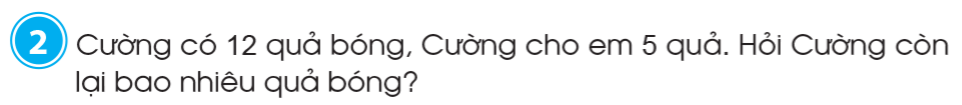 2 Cường có 12 quả bóng, Cường cho em 5 quả. Hỏi Cường còn
lại bao nhiêu quả bóng?